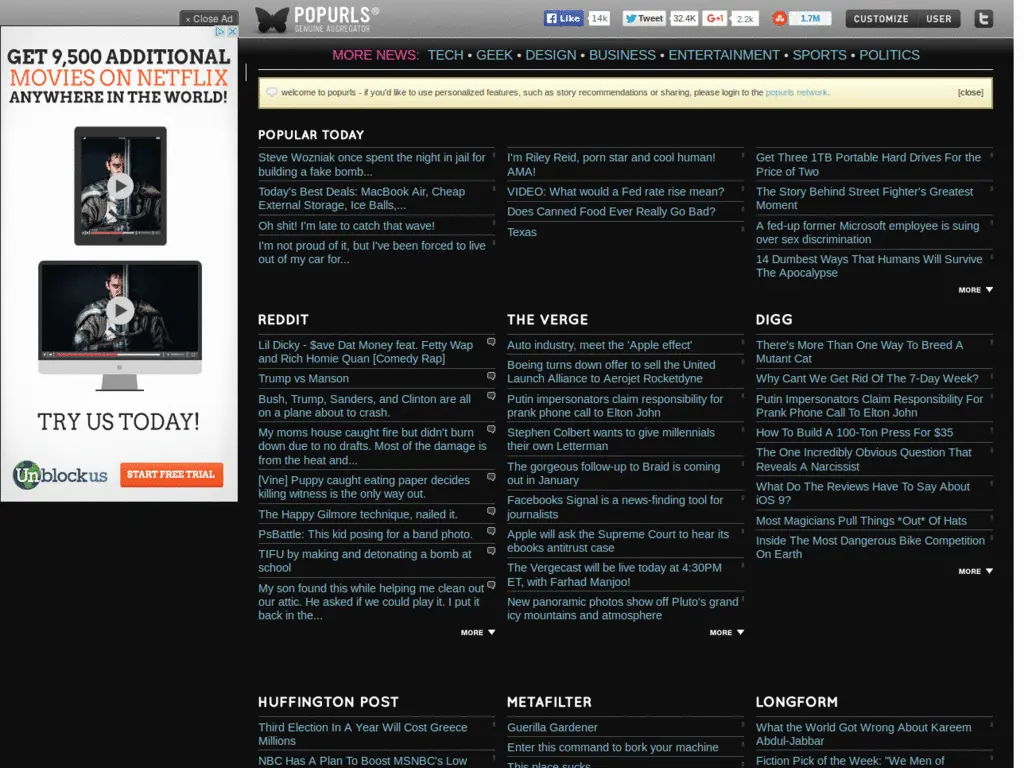 × Close Ad
GET 9,500 ADDITIONAL
MOVIES ON NETFLIX
ANYWHERE IN THE WORLD!
TRY US TODAY!
Unblockus
START FREE TRIAL
POPURLS®
GENUINE AGGREGATOR
Like 14k
Tweet 32.4K
+1 2.2k
1.7M
CUSTOMIZE USER
MORE NEWS: TECH • GEEK • DESIGN • BUSINESS • ENTERTAINMENT • SPORTS • POLITICS
welcome to popurls - if you'd like to use personalized features, such as story recommendations or sharing, please login to the popurls network.
[close]
POPULAR TODAY
Steve Wozniak once spent the night in jail for
building a fake bomb...
Today's Best Deals: MacBook Air, Cheap
External Storage, Ice Balls,...
Oh shit! I'm late to catch that wave!
I'm not proud of it, but I've been forced to live
out of my car for...
I'm Riley Reid, porn star and cool human!
AMA!
VIDEO: What would a Fed rate rise mean?
Does Canned Food Ever Really Go Bad?
Texas
Get Three 1TB Portable Hard Drives For the
Price of Two
The Story Behind Street Fighter's Greatest
Moment
A fed-up former Microsoft employee is suing
over sex discrimination
14 Dumbest Ways That Humans Will Survive
The Apocalypse
MORE
REDDIT
Lil Dicky - $ave Dat Money feat. Fetty Wap
and Rich Homie Quan [Comedy Rap]
Trump vs Manson
Bush, Trump, Sanders, and Clinton are all
on a plane about to crash.
My moms house caught fire but didn't burn
down due to no drafts. Most of the damage is
from the heat and...
[Vine] Puppy caught eating paper decides
killing witness is the only way out.
The Happy Gilmore technique, nailed it.
PsBattle: This kid posing for a band photo.
TIFU by making and detonating a bomb at
school
My son found this while helping me clean out
our attic. He asked if we could play it. I put it
back in the...
MORE
THE VERGE
Auto industry, meet the 'Apple effect'
Boeing turns down offer to sell the United
Launch Alliance to Aerojet Rocketdyne
Putin impersonators claim responsibility for
prank phone call to Elton John
Stephen Colbert wants to give millennials
their own Letterman
The gorgeous follow-up to Braid is coming
out in January
Facebooks Signal is a news-finding tool for
journalists
Apple will ask the Supreme Court to hear its
ebooks antitrust case
The Vergecast will be live today at 4:30PM
ET, with Farhad Manjoo!
New panoramic photos show off Pluto's grand
icy mountains and atmosphere
MORE
DIGG
There's More Than One Way To Breed A
Mutant Cat
Why Cant We Get Rid Of The 7-Day Week?
Putin Impersonators Claim Responsibility For
Prank Phone Call To Elton John
How To Build A 100-Ton Press For $35
The One Incredibly Obvious Question That
Reveals A Narcissist
What Do The Reviews Have To Say About
iOS 9?
Most Magicians Pull Things *Out* Of Hats
Inside The Most Dangerous Bike Competition
On Earth
MORE
HUFFINGTON POST
Third Election In A Year Will Cost Greece
Millions
NBC Has A Plan To Boost MSNBC's Low
METAFILTER
Guerilla Gardener
Enter this command to bork your machine
This place sucks
LONGFORM
What the World Got Wrong About Kareem
Abdul-Jabbar
Fiction Pick of the Week: "We Men of